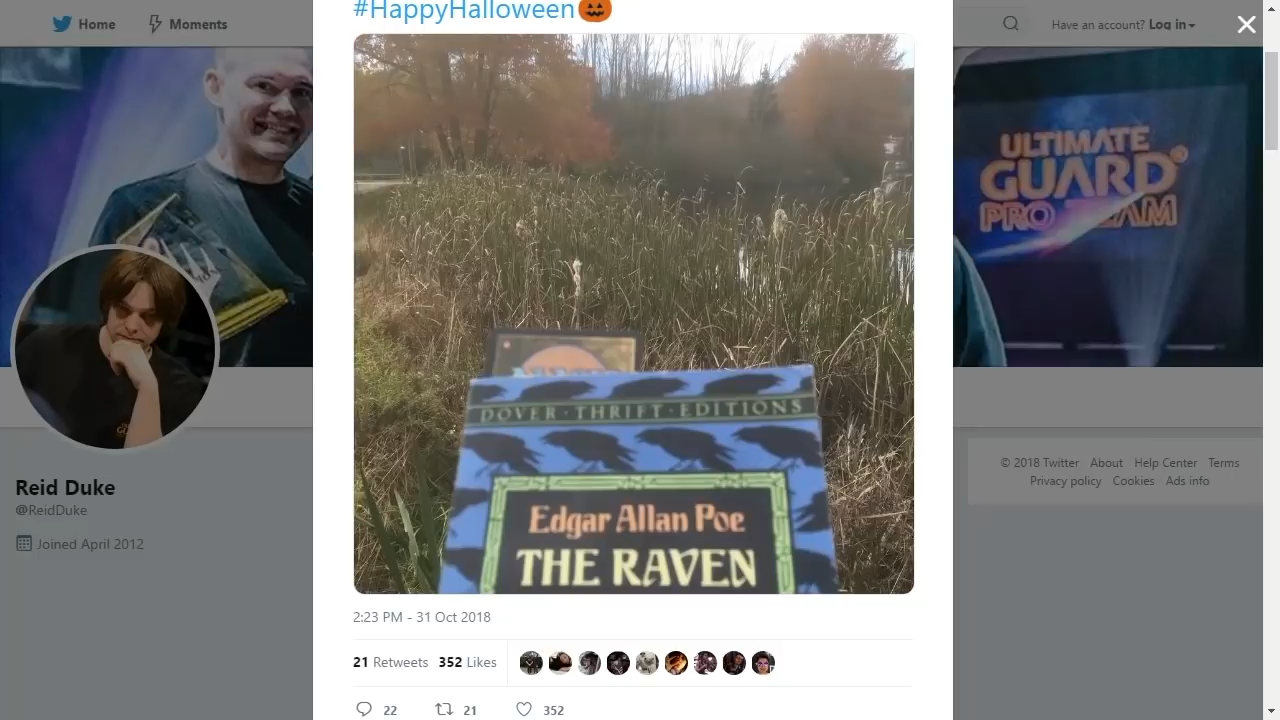 Home
Moments
Have an account? Log in
#HappyHalloween🎃
ULTIMATE
GUARD®
PRO TEAM
DOVER · THRIFT · EDITIONS
Edgar Allan Poe
THE RAVEN
Reid Duke
@ReidDuke
Joined April 2012
© 2018 Twitter About Help Center Terms
Privacy policy Cookies Ads info
2:23 PM - 31 Oct 2018
21 Retweets 352 Likes
22 21 352